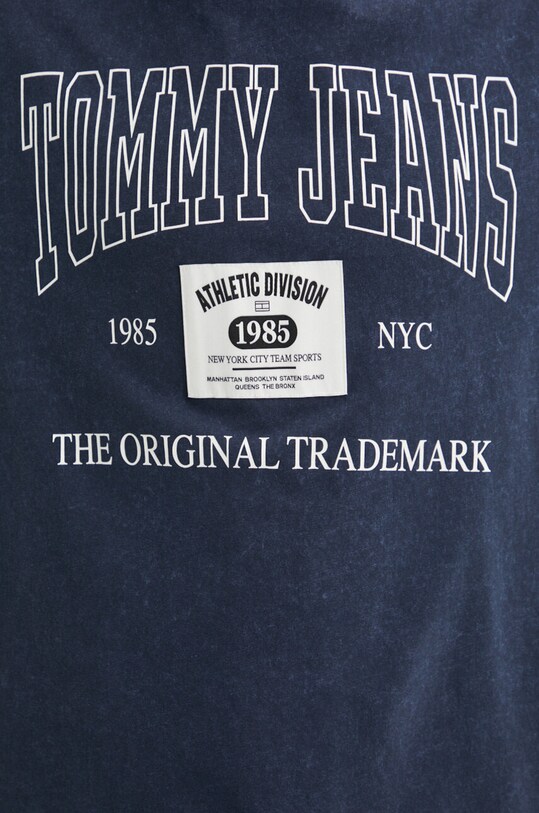 TOMMY JEANS
ATHLETIC DIVISION
1985
1985
NYC
NEW YORK CITY TEAM SPORTS
MANHATTAN BROOKLYN STATEN ISLAND
QUEENS THE BRONX
THE ORIGINAL TRADEMARK